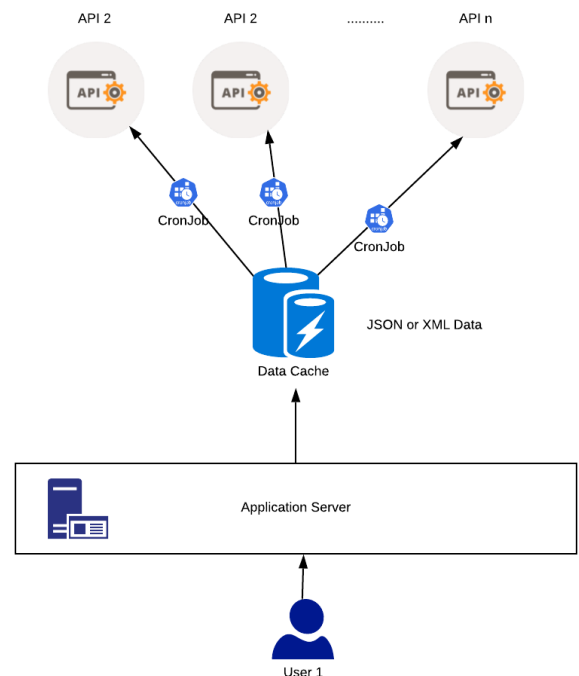 API 2
API 2
..........
API n
API
API
API
CronJob
CronJob
CronJob
JSON or XML Data
Data Cache
Application Server
User 1